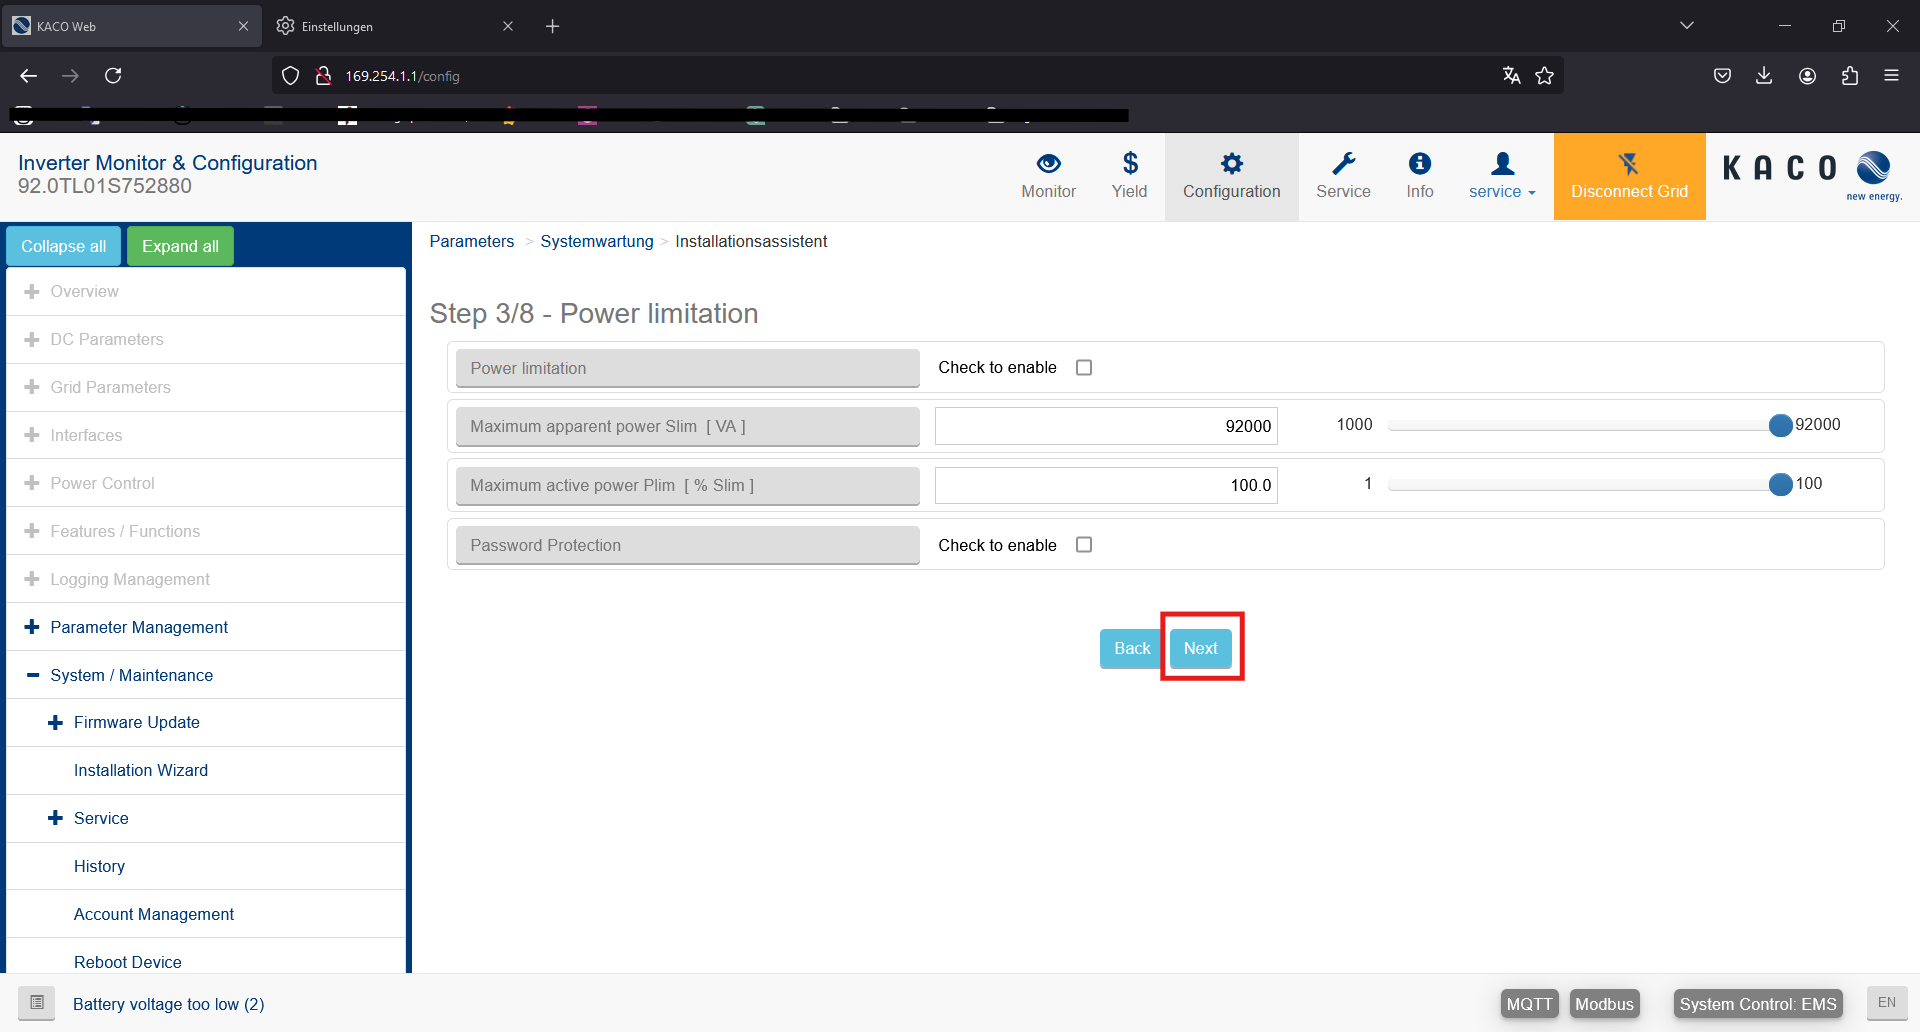 KACO Web
Einstellungen
169.254.1.1/config
Inverter Monitor & Configuration
92.0TL01S752880
Monitor
Yield
Configuration
Service
Info
service
Disconnect Grid
KACO
new energy.
Collapse all
Expand all
Overview
DC Parameters
Grid Parameters
Interfaces
Power Control
Features / Functions
Logging Management
Parameter Management
System / Maintenance
Firmware Update
Installation Wizard
Service
History
Account Management
Reboot Device
Parameters > Systemwartung > Installationsassistent
Step 3/8 - Power limitation
Power limitation Check to enable
Maximum apparent power Slim [ VA ] 92000 1000 92000
Maximum active power Plim [ % Slim ] 100.0 1 100
Password Protection Check to enable
Back Next
Battery voltage too low (2)
MQTT
Modbus
System Control: EMS
EN